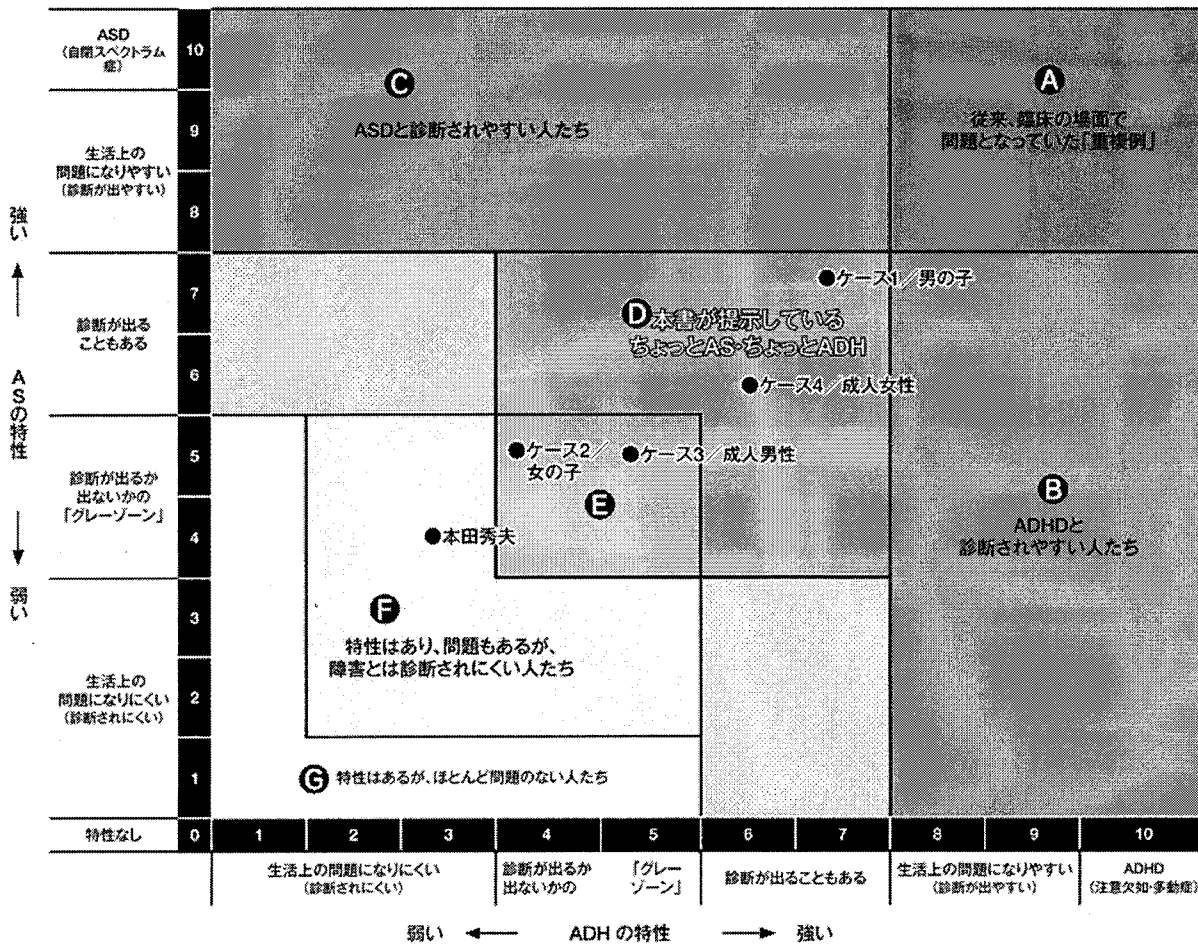 ASD
(自閉スペクトラム
症)
10
C
ASDと診断されやすい人たち
A
従来、臨床の場面で
問題となっていた「重複例」
9
生活上の
問題になりやすい
(診断が出やすい)
8
強い
7
ケース1/男の子
D
本書が提示している
ちょっとAS・ちょっとADH
診断が出る
こともある
6
ケース4/成人女性
ASの特性
5
ケース2/
女の子
ケース3/成人男性
診断が出るか
出ないかの
「グレーゾーン」
E
B
ADHDと
診断されやすい人たち
4
本田秀夫
弱い
3
F
特性はあり、問題もあるが、
障害とは診断されにくい人たち
生活上の
問題になりにくい
(診断されにくい)
2
1
G
特性はあるが、ほとんど問題のない人たち
特性なし
0
1
2
3
4
5
6
7
8
9
10
生活上の問題になりにくい
(診断されにくい)
診断が出るか
出ないかの
「グレー
ゾーン」
診断が出ることもある
生活上の問題になりやすい
(診断が出やすい)
ADHD
(注意欠如・多動症)
弱い ← ADHの特性 → 強い